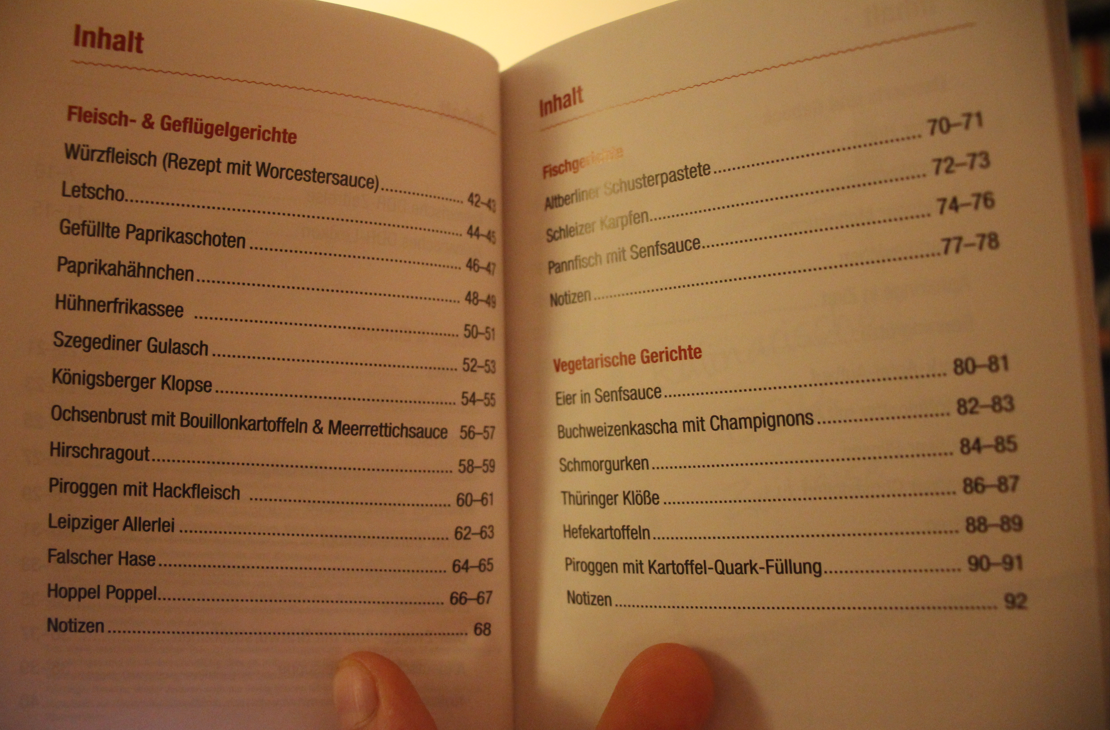 Inhalt
Fleisch- & Geflügelgerichte
Würzfleisch (Rezept mit Worcestersauce)........................ 42–43
Letscho........................ 44–45
Gefüllte Paprikaschoten ........................ 46–47
Paprikahähnchen ........................ 48–49
Hühnerfrikassee ........................ 50–51
Szegediner Gulasch ........................ 52–53
Königsberger Klopse ........................ 54–55
Ochsenbrust mit Bouillonkartoffeln & Meerrettichsauce 56–57
Hirschragout ........................ 58–59
Piroggen mit Hackfleisch ........................ 60–61
Leipziger Allerlei ........................ 62–63
Falscher Hase ........................ 64–65
Hoppel Poppel........................ 66–67
Notizen ........................ 68
Inhalt
Fischgerichte
Altberliner Schusterpastete ........................ 70–71
Schleizer Karpfen........................ 72–73
Pannfisch mit Senfsauce........................ 74–76
Notizen ........................ 77–78
Vegetarische Gerichte
Eier in Senfsauce ........................ 80–81
Buchweizenkascha mit Champignons ........................ 82–83
Schmorgurken ........................ 84–85
Thüringer Klöße ........................ 86–87
Hefekartoffeln ........................ 88–89
Piroggen mit Kartoffel-Quark-Füllung........................ 90–91
Notizen ........................ 92